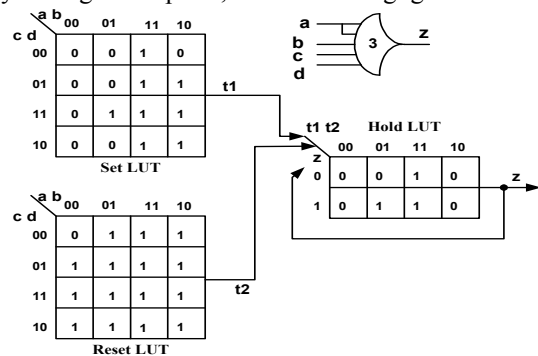 a b 00 01 11 10
c d
00 0 0 1 0
01 0 0 1 1
11 0 1 1 1
10 0 0 1 1
Set LUT
t1
a
b
c
d
3
z
Hold LUT
t1 t2
00 01 11 10
z
0 0 0 1 0
1 0 1 1 0
z
a b 00 01 11 10
c d
00 0 1 1 1
01 1 1 1 1
11 1 1 1 1
10 1 1 1 1
Reset LUT
t2